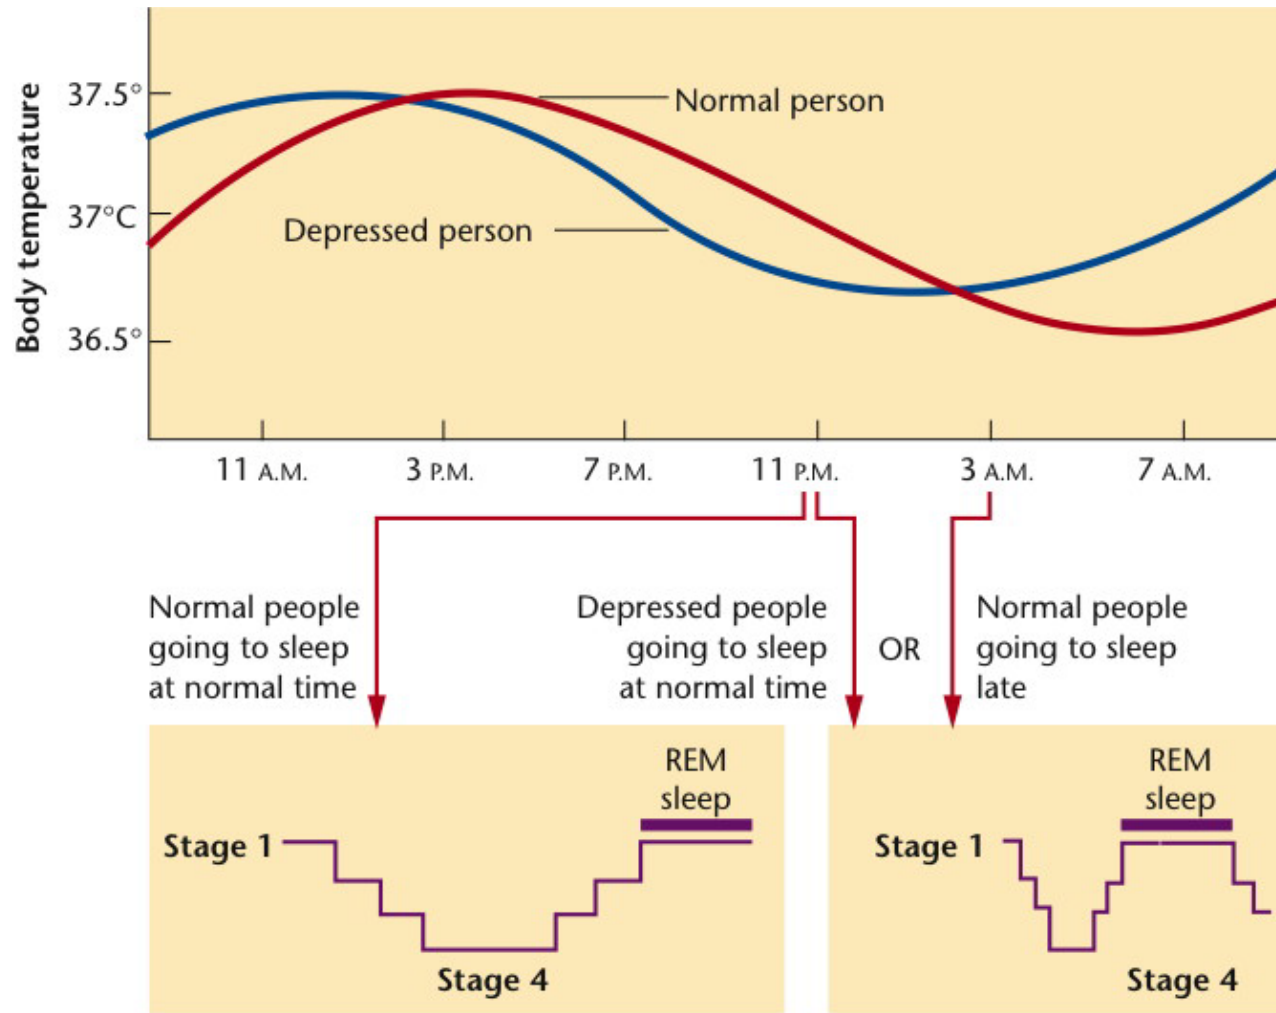 Body temperature
37.5°
37°C
36.5°
Normal person
Depressed person
11 A.M.
3 P.M.
7 P.M.
11 P.M.
3 A.M.
7 A.M.
Normal people
going to sleep
at normal time
Depressed people
going to sleep
at normal time
OR
Normal people
going to sleep
late
REM
sleep
Stage 1
Stage 4
REM
sleep
Stage 1
Stage 4